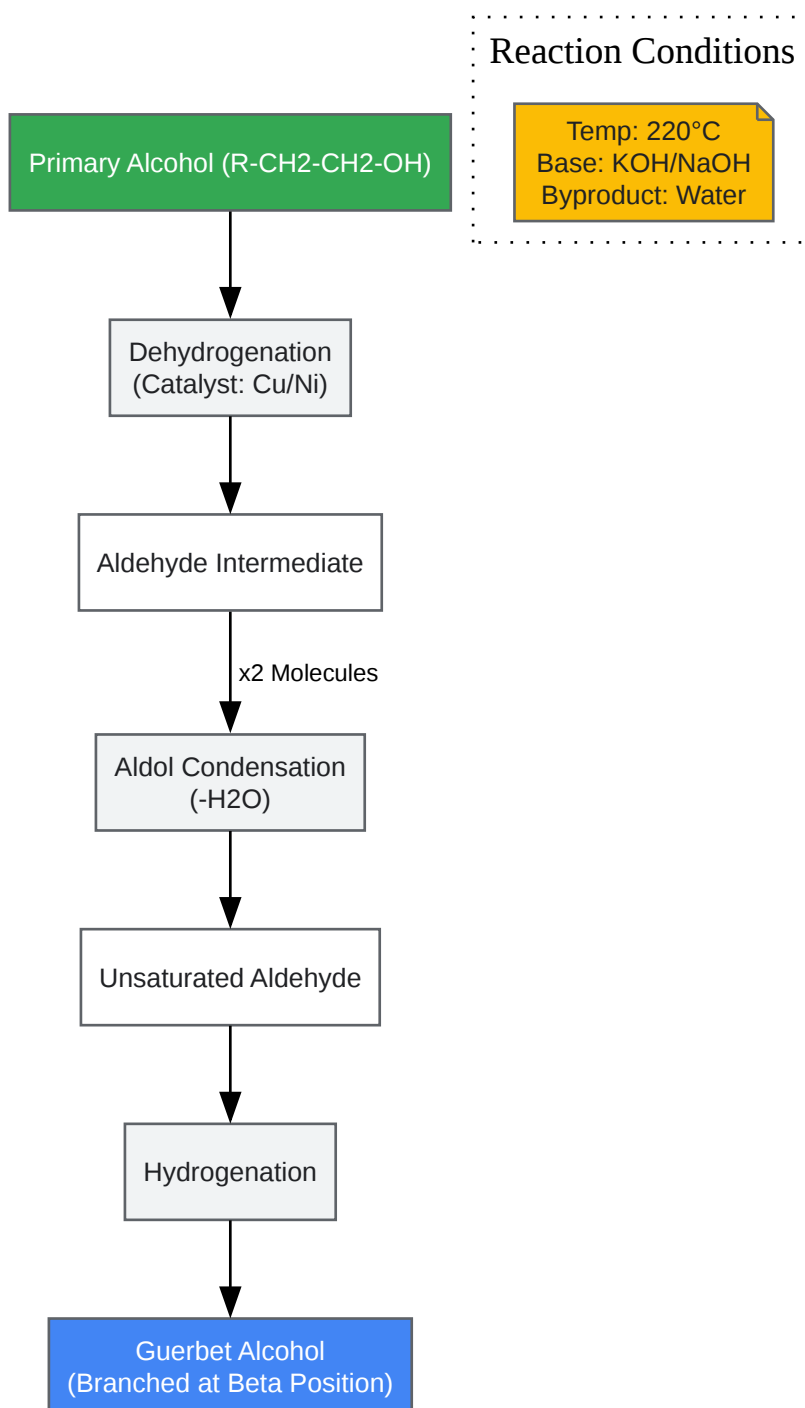 Reaction Conditions
Temp: 220°C
Base: KOH/NaOH
Byproduct: Water
Primary Alcohol (R-CH2-CH2-OH)
Dehydrogenation
(Catalyst: Cu/Ni)
Aldehyde Intermediate
x2 Molecules
Aldol Condensation
(-H2O)
Unsaturated Aldehyde
Hydrogenation
Guerbet Alcohol
(Branched at Beta Position)